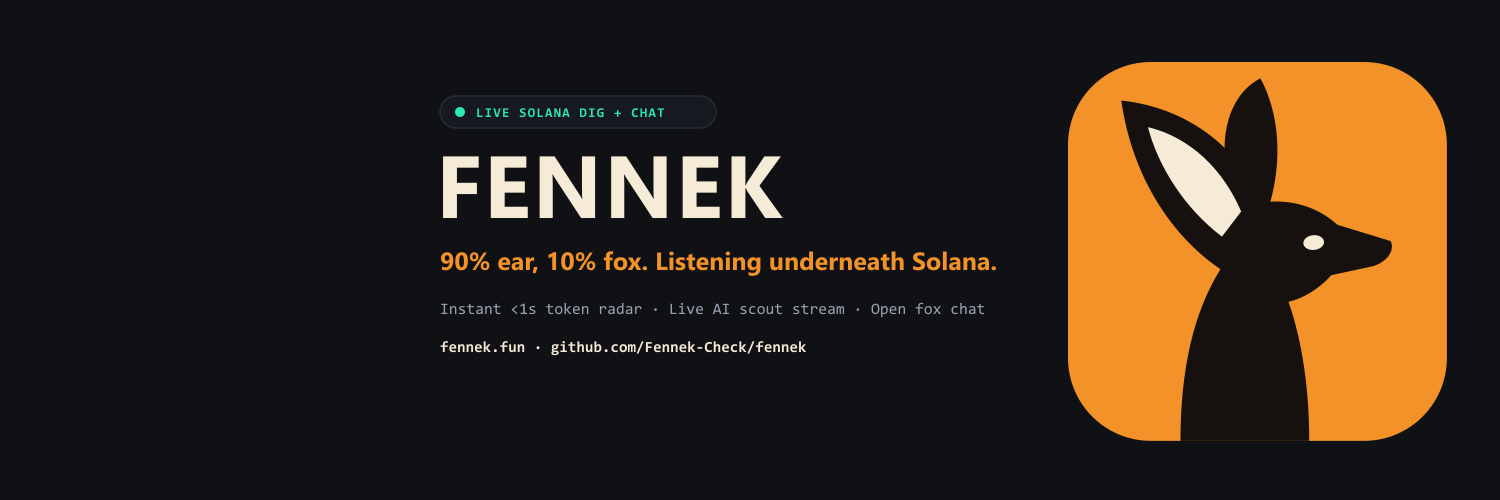 LIVE SOLANA DIG + CHAT
FENNEK
90% ear, 10% fox. Listening underneath Solana.
Instant <1s token radar · Live AI scout stream · Open fox chat
fennek.fun · github.com/Fennek-Check/fennek